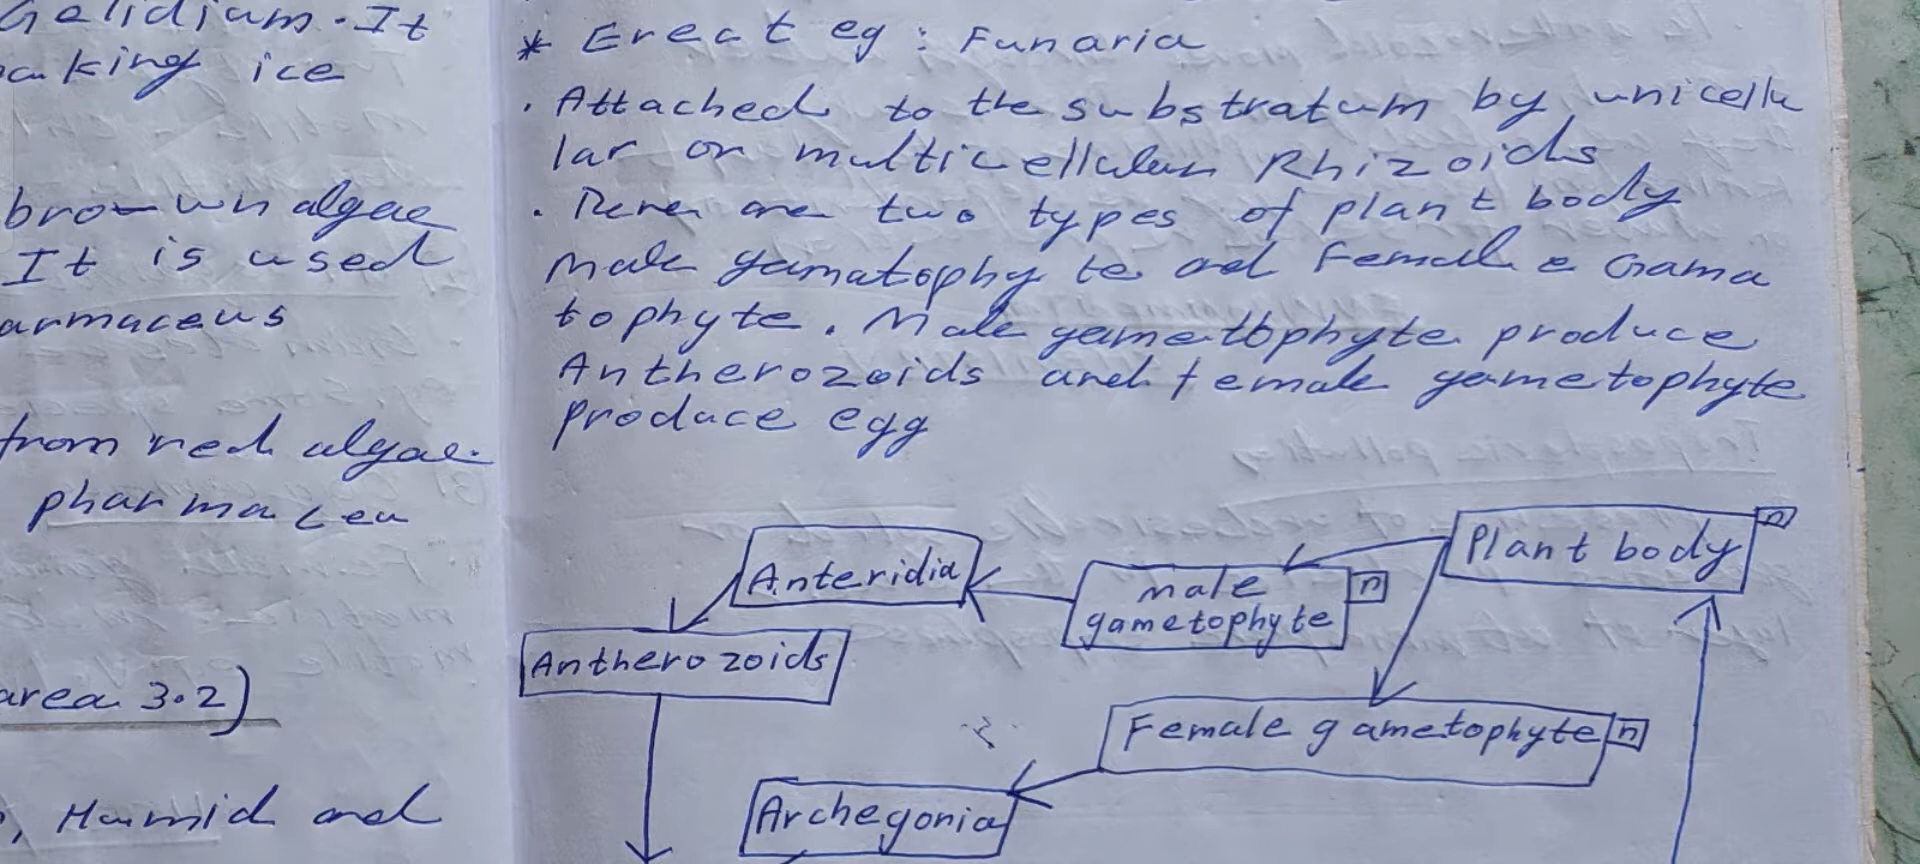 Gelidium. It
aking ice
brown algae
It is used
armaceus
from red algae.
pharmaceu
area 3.2)
, Humid and
* Erect eg : Funaria
. Attached to the substratum by unicellu
lar or multicellular Rhizoids
. There are two types of plant body
male gamatophyte and Female Gama
tophyte. Male gametophyte produce
Antherozoids and female gametophyte
produce egg
Plant body n
male
gametophyte n
Anteridia
Antherozoids
Female gametophyte n
Archegonia